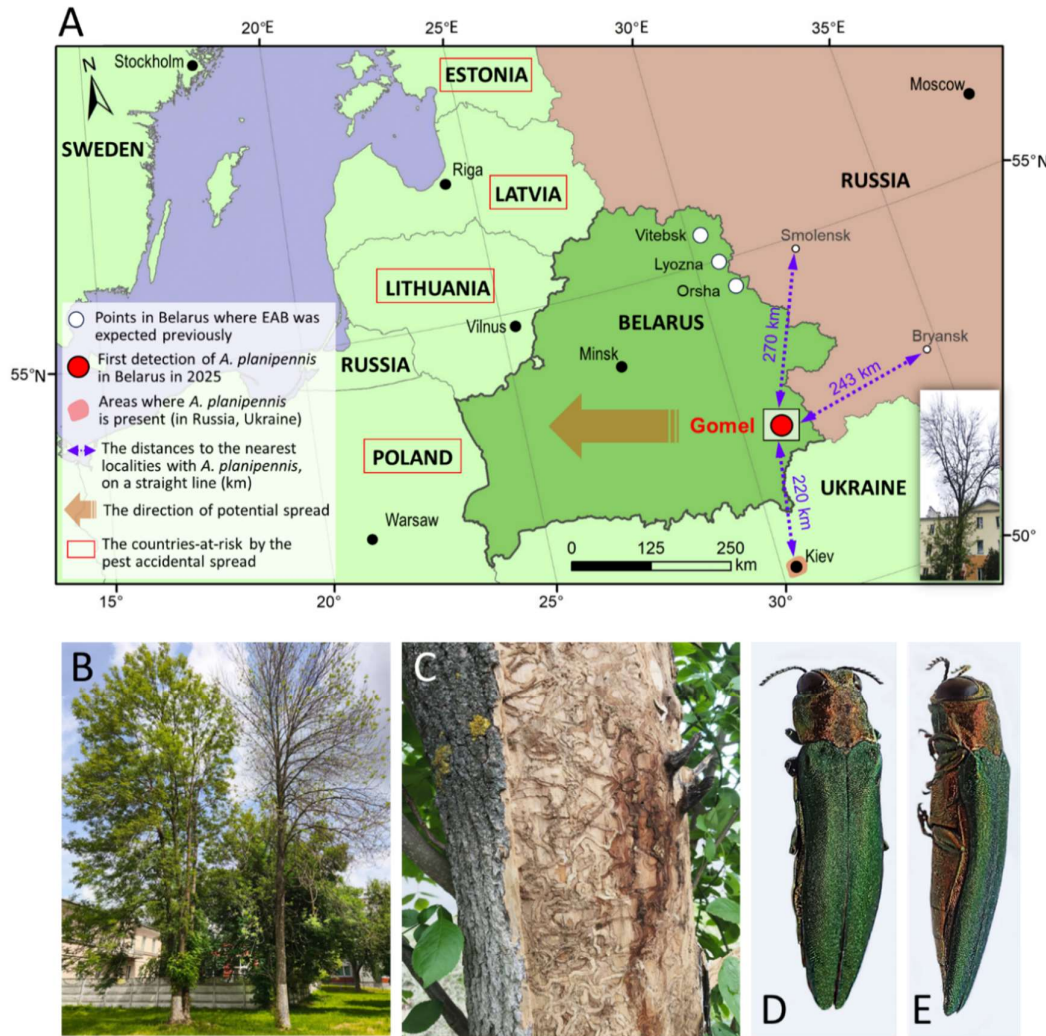 A
20°E
25°E
30°E
35°E
N
Stockholm
ESTONIA
Moscow
SWEDEN
55°N
Riga
LATVIA
RUSSIA
Vitebsk
Smolensk
Lyozna
LITHUANIA
Orsha
Points in Belarus where EAB was
expected previously
Vilnus
BELARUS
270 km
Bryansk
First detection of A. planipennis
in Belarus in 2025
RUSSIA
Minsk
243 km
55°N
Areas where A. planipennis
is present (in Russia, Ukraine)
Gomel
The distances to the nearest
localities with A. planipennis,
on a straight line (km)
POLAND
220 km
UKRAINE
The direction of potential spread
Warsaw
50°N
The countries-at-risk by the
pest accidental spread
0 125 250
km
Kiev
15°
20°
25°
30°
B
C
D
E